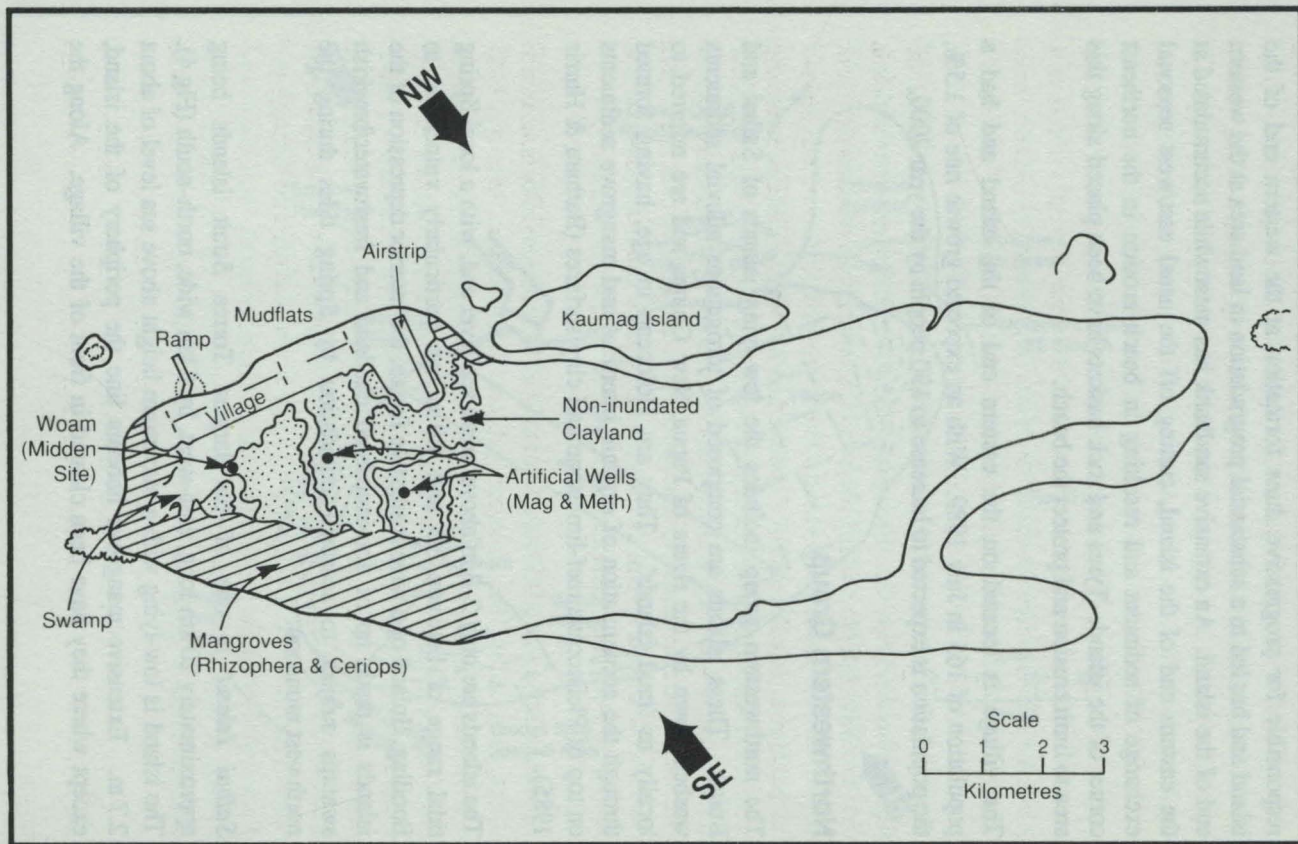 NW
Airstrip
Mudflats
Kaumag Island
Ramp
Village
Woam
(Midden
Site)
Non-inundated
Clayland
Artificial Wells
(Mag & Meth)
Swamp
Mangroves
(Rhizophera & Ceriops)
SE
Scale
0 1 2 3
Kilometres